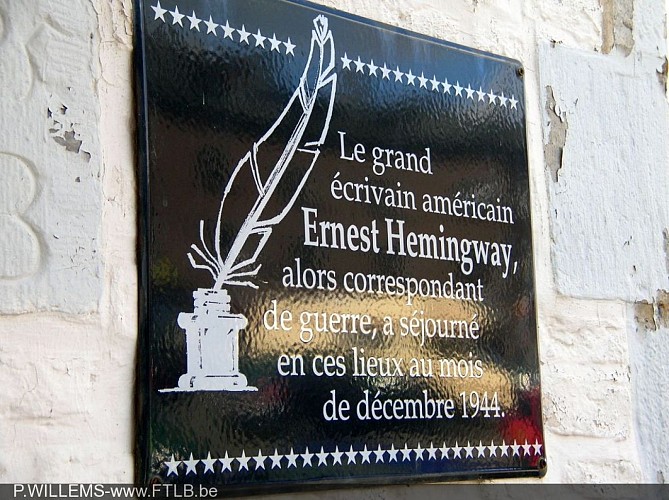 Le grand
écrivain américain
Ernest Hemingway,
alors correspondant
de guerre, a séjourné
en ces lieux au mois
de décembre 1944.
P.WILLEMS-www.FTLB.be